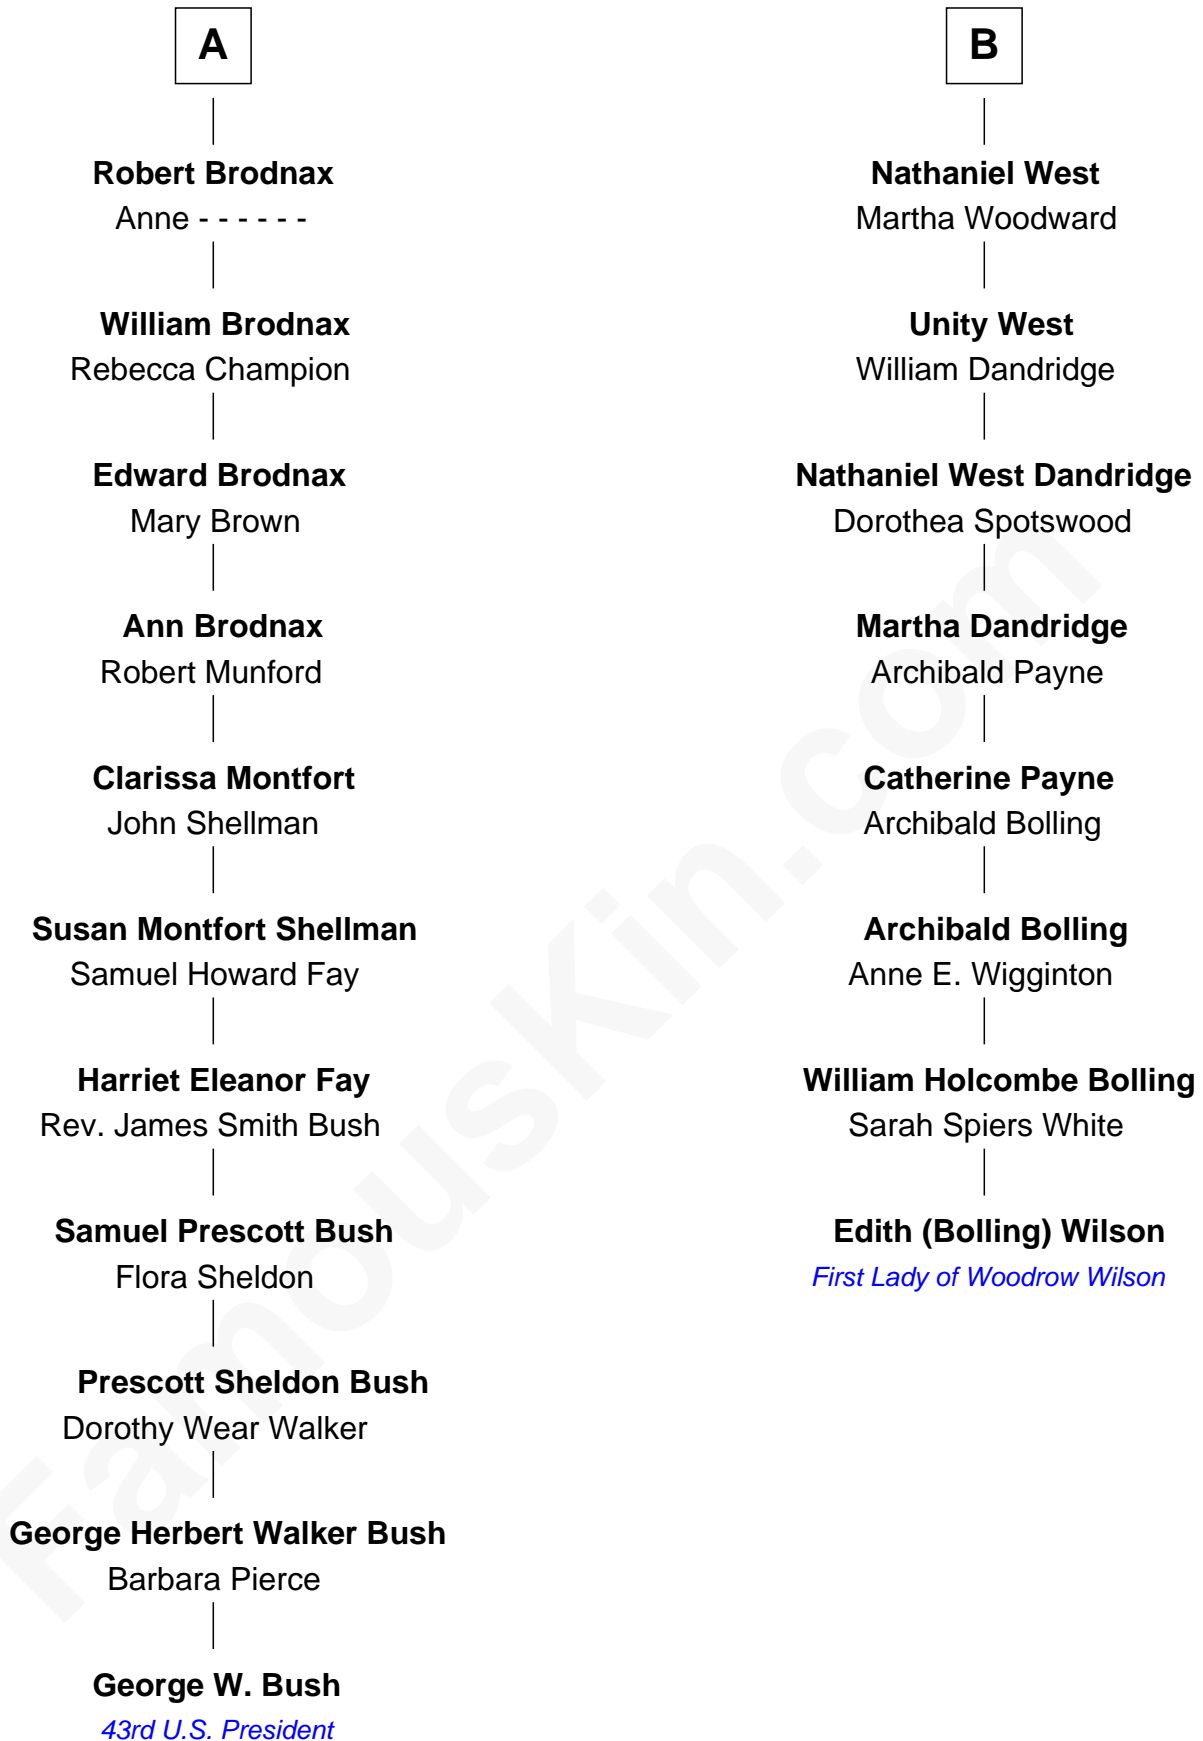 A
Robert Brodnax
Anne - - - - - -
William Brodnax
Rebecca Champion
Edward Brodnax
Mary Brown
Ann Brodnax
Robert Munford
Clarissa Montfort
John Shellman
Susan Montfort Shellman
Samuel Howard Fay
Harriet Eleanor Fay
Rev. James Smith Bush
Samuel Prescott Bush
Flora Sheldon
Prescott Sheldon Bush
Dorothy Wear Walker
George Herbert Walker Bush
Barbara Pierce
George W. Bush
43rd U.S. President
B
Nathaniel West
Martha Woodward
Unity West
William Dandridge
Nathaniel West Dandridge
Dorothea Spotswood
Martha Dandridge
Archibald Payne
Catherine Payne
Archibald Bolling
Archibald Bolling
Anne E. Wigginton
William Holcombe Bolling
Sarah Spiers White
Edith (Bolling) Wilson
First Lady of Woodrow Wilson
FamousKin.com